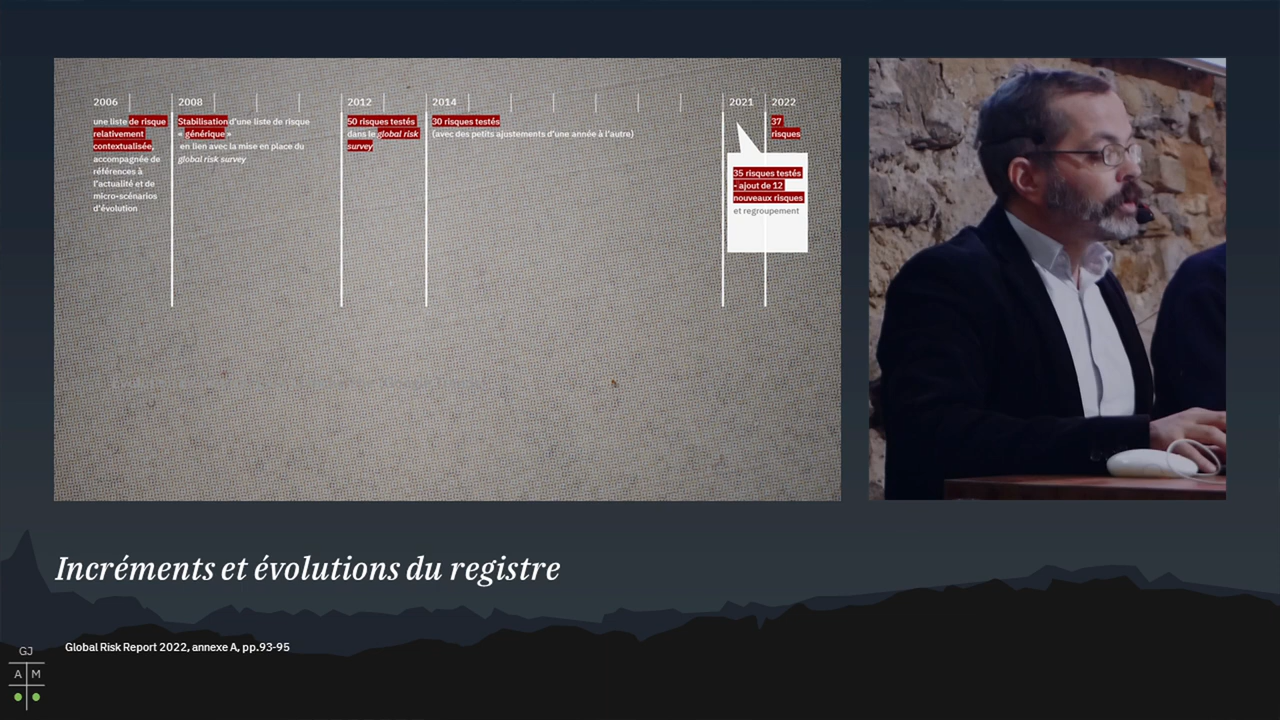 2006
une liste de risque
relativement
contextualisée,
accompagnée de
références à
l'actualité et de
micro-scénarios
d'évolution
2008
Stabilisation d'une liste de risque
« générique »
en lien avec la mise en place du
global risk survey
2012
50 risques testés
dans le global risk
survey
2014
30 risques testés
(avec des petits ajustements d'une année à l'autre)
2021
35 risques testés
- ajout de 12
nouveaux risques
et regroupement
2022
37
risques
Incréments et évolutions du registre
Global Risk Report 2022, annexe A, pp.93-95
GJ
A M